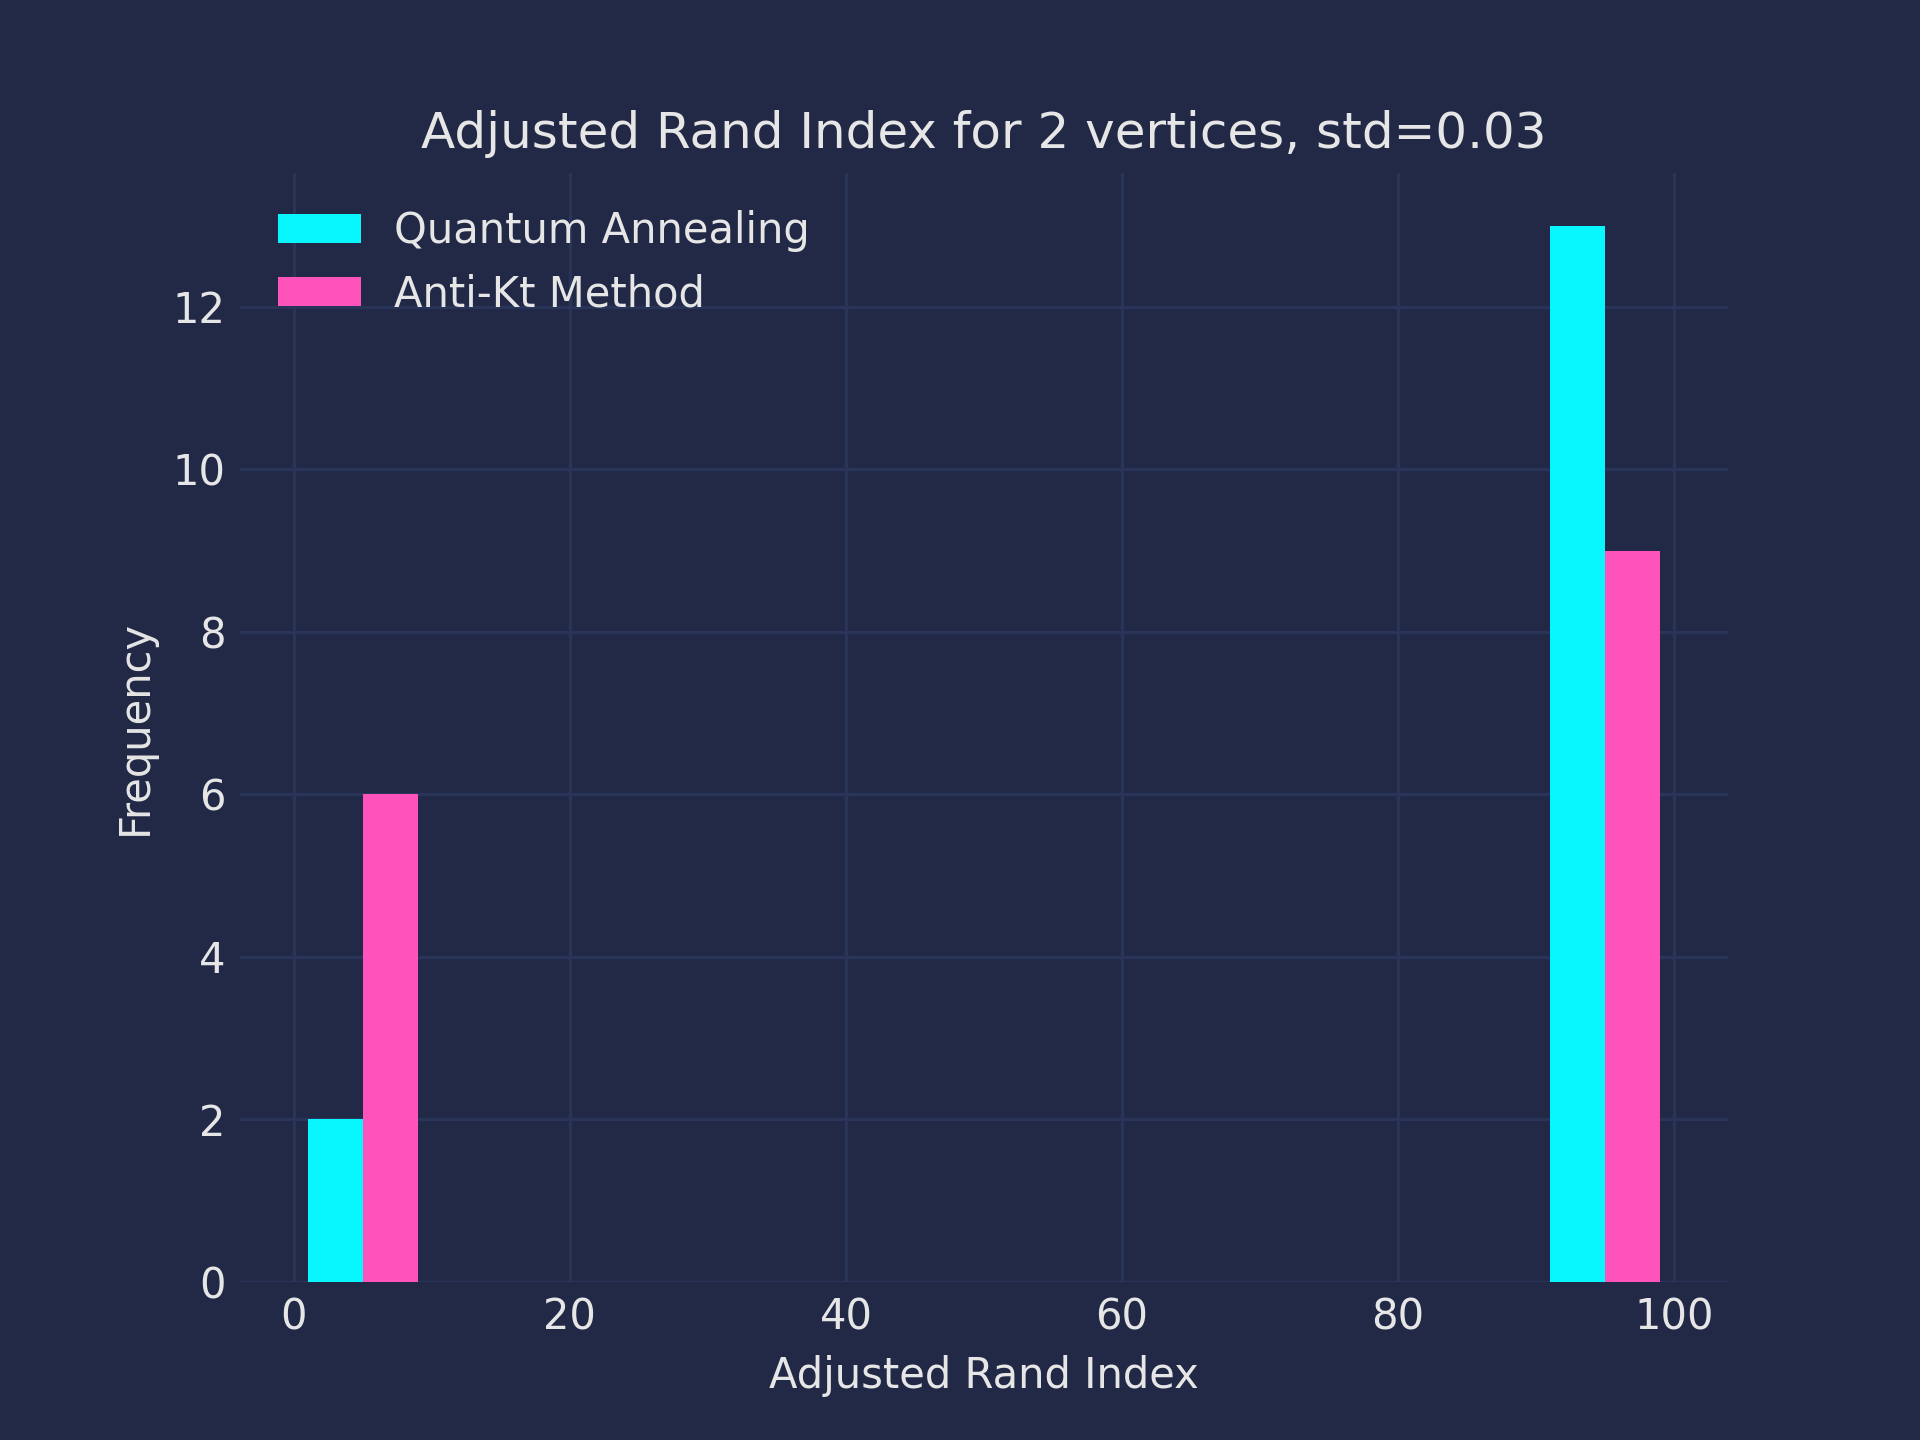 Adjusted Rand Index for 2 vertices, std=0.03
Quantum Annealing
Anti-Kt Method
12
10
8
6
4
2
0
Frequency
0 20 40 60 80 100
Adjusted Rand Index